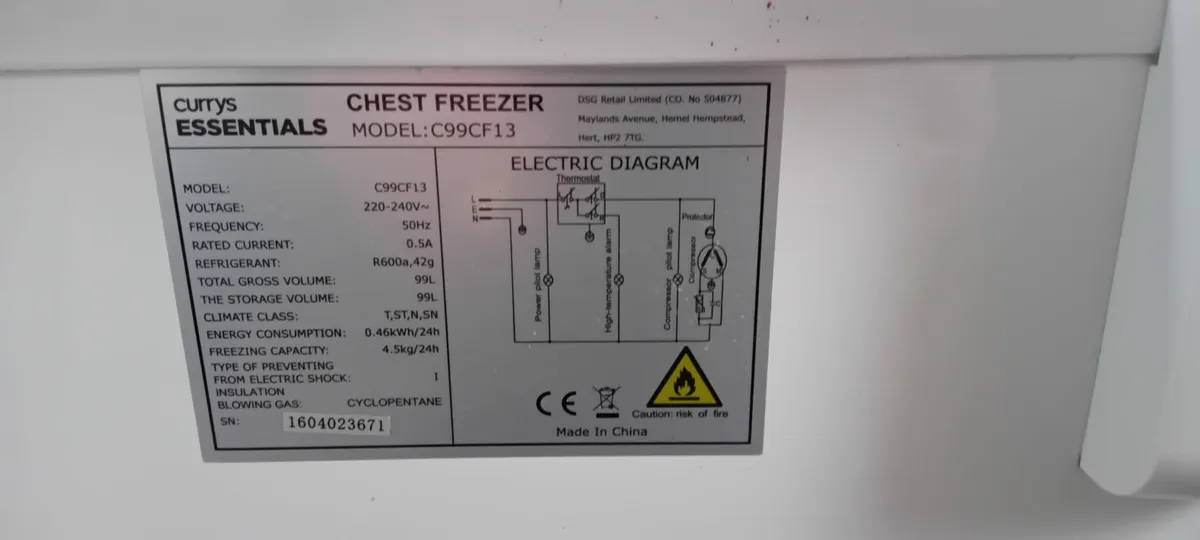 currys
ESSENTIALS
CHEST FREEZER
MODEL:C99CF13
DSG Retail Limited (CO. No 504877)
Maylands Avenue, Hemel Hempstead,
Hert, HP2 7TG.
MODEL: C99CF13
VOLTAGE: 220-240V~
FREQUENCY: 50Hz
RATED CURRENT: 0.5A
REFRIGERANT: R600a,42g
TOTAL GROSS VOLUME: 99L
THE STORAGE VOLUME: 99L
CLIMATE CLASS: T,ST,N,SN
ENERGY CONSUMPTION: 0.46kWh/24h
FREEZING CAPACITY: 4.5kg/24h
TYPE OF PREVENTING
FROM ELECTRIC SHOCK: I
INSULATION
BLOWING GAS: CYCLOPENTANE
SN: 1604023671
ELECTRIC DIAGRAM
Thermostat
L
E
N
Power pilot lamp
High-temperature alarm
Compressor pilot lamp
Protector
Compressor
CE
Caution: risk of fire
Made In China